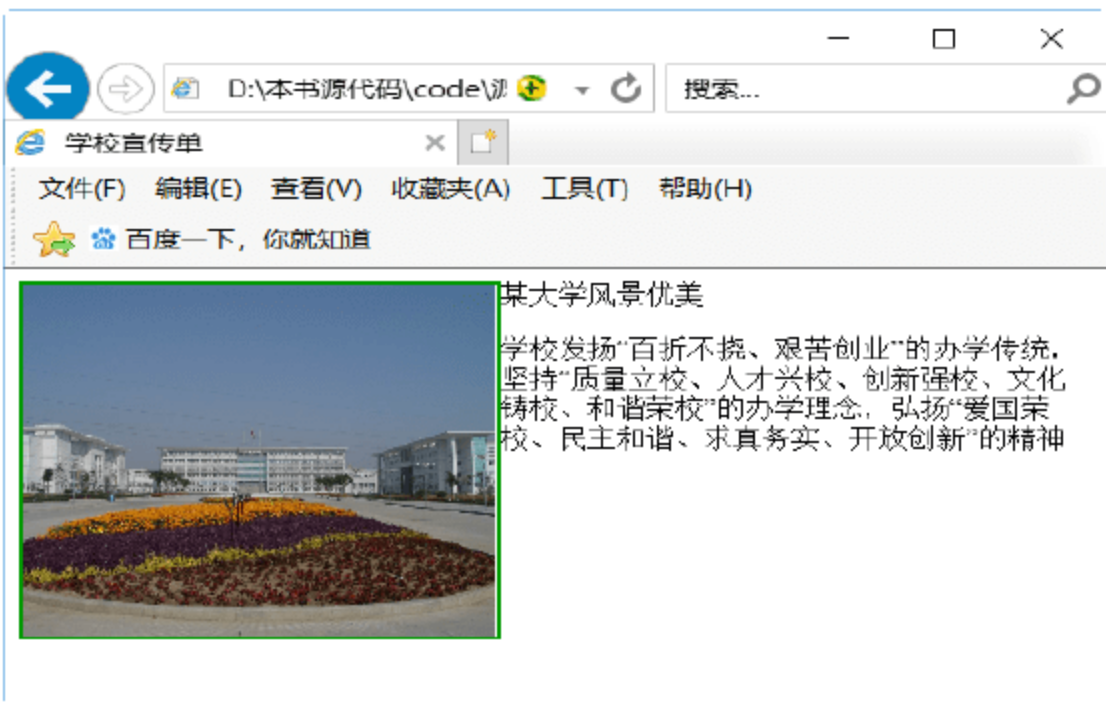 D:\本书源代码\code\
搜索...
学校宣传单
文件(F) 编辑(E) 查看(V) 收藏夹(A) 工具(T) 帮助(H)
百度一下，你就知道
某大学风景优美
学校发扬“百折不挠、艰苦创业”的办学传统，
坚持“质量立校、人才兴校、创新强校、文化
铸校、和谐荣校”的办学理念，弘扬“爱国荣
校、民主和谐、求真务实、开放创新”的精神